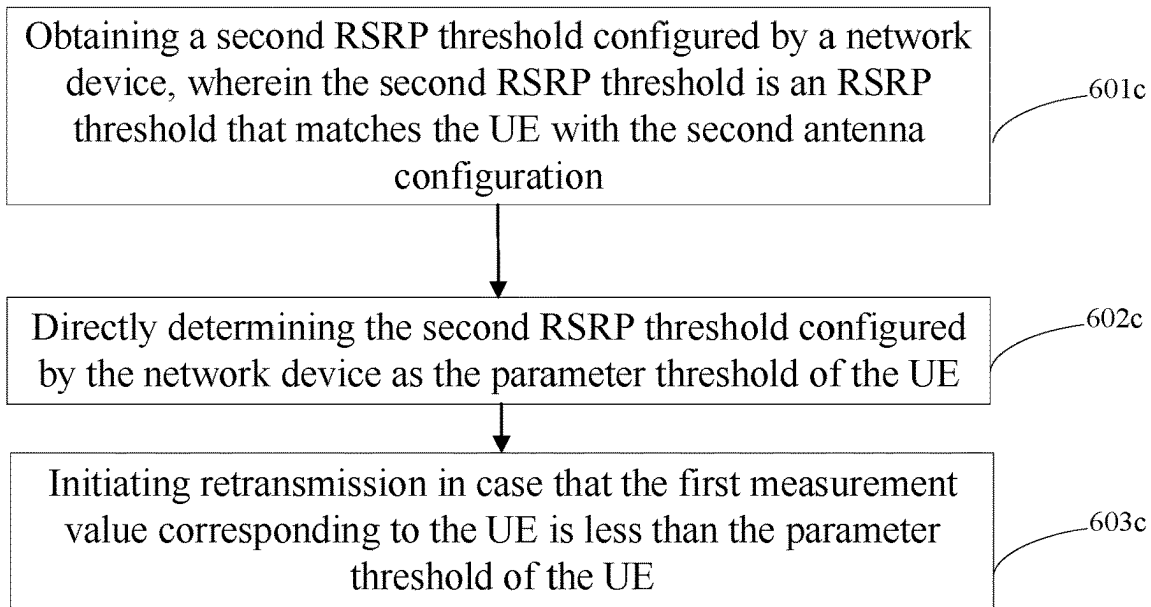 Obtaining a second RSRP threshold configured by a network
device, wherein the second RSRP threshold is an RSRP
threshold that matches the UE with the second antenna
configuration
601c
Directly determining the second RSRP threshold configured
by the network device as the parameter threshold of the UE
602c
Initiating retransmission in case that the first measurement
value corresponding to the UE is less than the parameter
threshold of the UE
603c